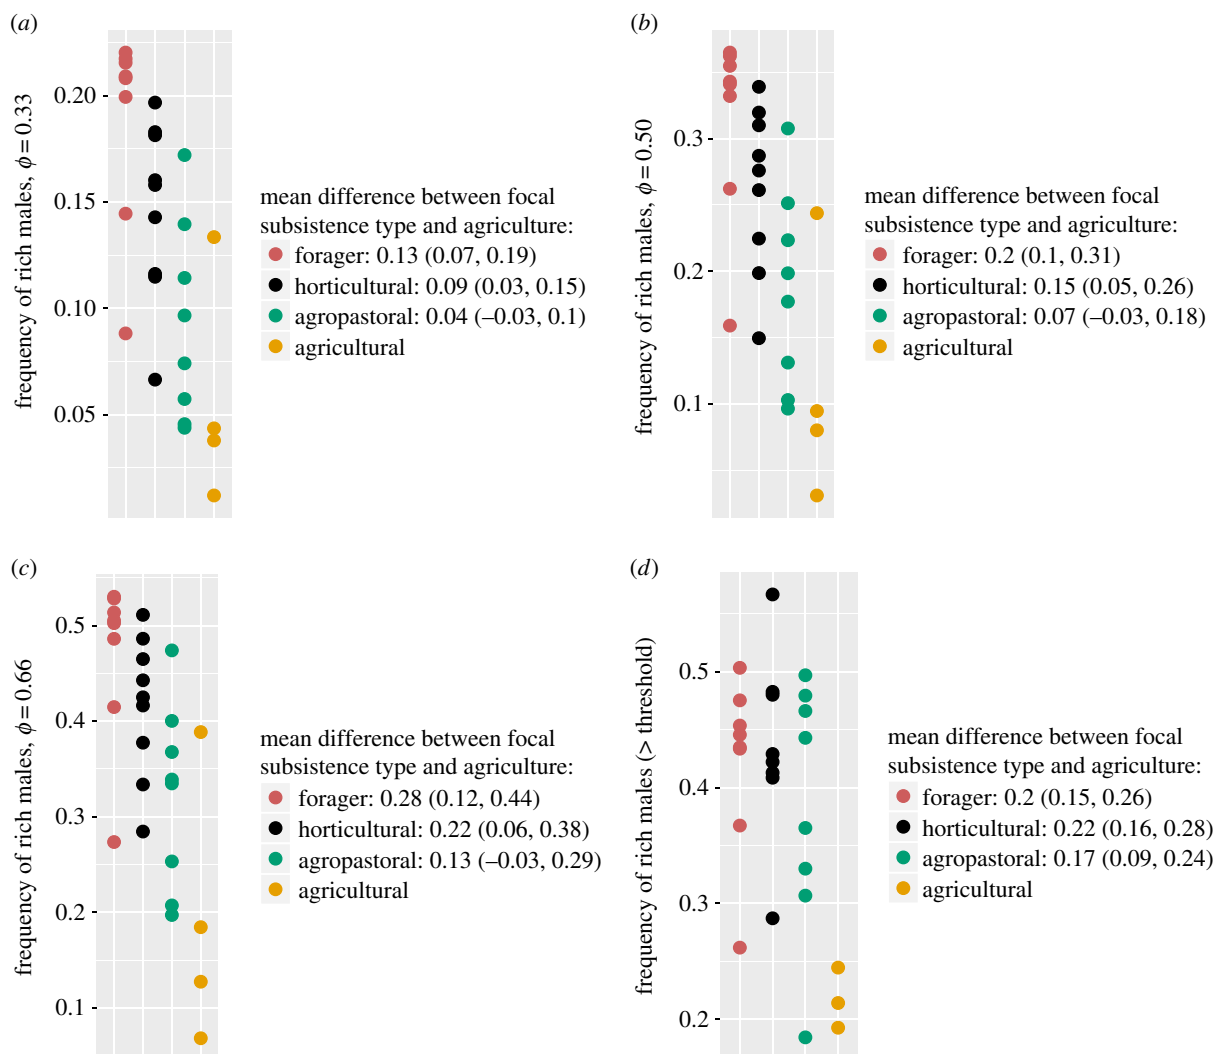 (a)
frequency of rich males, ϕ = 0.33
0.20
0.15
0.10
0.05
mean difference between focal
subsistence type and agriculture:
forager: 0.13 (0.07, 0.19)
horticultural: 0.09 (0.03, 0.15)
agropastoral: 0.04 (–0.03, 0.1)
agricultural
(b)
frequency of rich males, ϕ = 0.50
0.3
0.2
0.1
mean difference between focal
subsistence type and agriculture:
forager: 0.2 (0.1, 0.31)
horticultural: 0.15 (0.05, 0.26)
agropastoral: 0.07 (–0.03, 0.18)
agricultural
(c)
frequency of rich males, ϕ = 0.66
0.5
0.4
0.3
0.2
0.1
mean difference between focal
subsistence type and agriculture:
forager: 0.28 (0.12, 0.44)
horticultural: 0.22 (0.06, 0.38)
agropastoral: 0.13 (–0.03, 0.29)
agricultural
(d)
frequency of rich males (> threshold)
0.5
0.4
0.3
0.2
mean difference between focal
subsistence type and agriculture:
forager: 0.2 (0.15, 0.26)
horticultural: 0.22 (0.16, 0.28)
agropastoral: 0.17 (0.09, 0.24)
agricultural